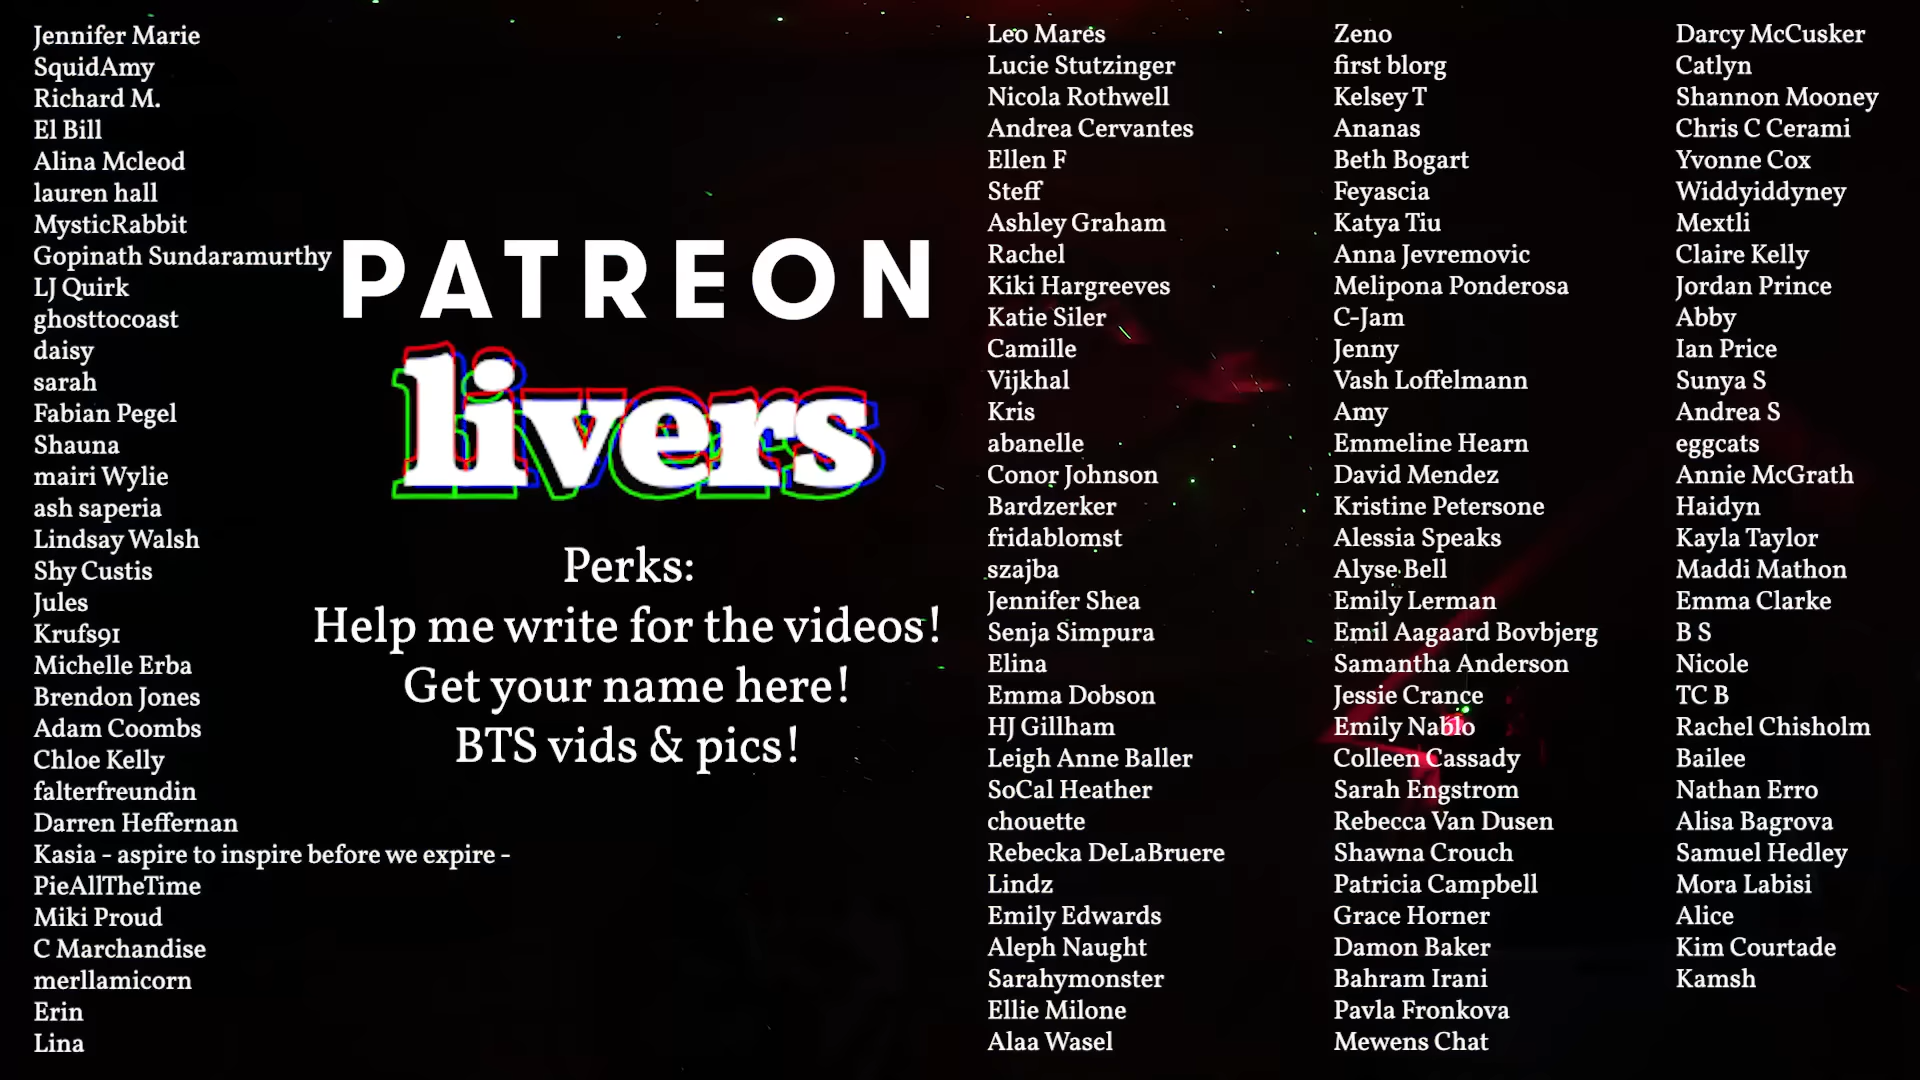 Jennifer Marie
SquidAmy
Richard M.
El Bill
Alina Mcleod
lauren hall
MysticRabbit
Gopinath Sundaramurthy
LJ Quirk
ghosttocoast
daisy
sarah
Fabian Pegel
Shauna
mairi Wylie
ash saperia
Lindsay Walsh
Shy Custis
Jules
Krufs91
Michelle Erba
Brendon Jones
Adam Coombs
Chloe Kelly
falterfreundin
Darren Heffernan
Kasia - aspire to inspire before we expire -
PieAllTheTime
Miki Proud
C Marchandise
merllamicorn
Erin
Lina
PATREON
livers
Perks:
Help me write for the videos!
Get your name here!
BTS vids & pics!
Leo Mares
Lucie Stutzinger
Nicola Rothwell
Andrea Cervantes
Ellen F
Steff
Ashley Graham
Rachel
Kiki Hargreeves
Katie Siler
Camille
Vijkhal
Kris
abanelle
Conor Johnson
Bardzerker
fridablomst
szajba
Jennifer Shea
Senja Simpura
Elina
Emma Dobson
HJ Gillham
Leigh Anne Baller
SoCal Heather
chouette
Rebecka DeLaBruere
Lindz
Emily Edwards
Aleph Naught
Sarahymonster
Ellie Milone
Alaa Wasel
Zeno
first blorg
Kelsey T
Ananas
Beth Bogart
Feyascia
Katya Tiu
Anna Jevremovic
Melipona Ponderosa
C-Jam
Jenny
Vash Loffelmann
Amy
Emmeline Hearn
David Mendez
Kristine Petersone
Alessia Speaks
Alyse Bell
Emily Lerman
Emil Aagaard Bovbjerg
Samantha Anderson
Jessie Crance
Emily Nablo
Colleen Cassady
Sarah Engstrom
Rebecca Van Dusen
Shawna Crouch
Patricia Campbell
Grace Horner
Damon Baker
Bahram Irani
Pavla Fronkova
Mewens Chat
Darcy McCusker
Catlyn
Shannon Mooney
Chris C Cerami
Yvonne Cox
Widdyiddyney
Mextli
Claire Kelly
Jordan Prince
Abby
Ian Price
Sunya S
Andrea S
eggcats
Annie McGrath
Haidyn
Kayla Taylor
Maddi Mathon
Emma Clarke
B S
Nicole
TC B
Rachel Chisholm
Bailee
Nathan Erro
Alisa Bagrova
Samuel Hedley
Mora Labisi
Alice
Kim Courtade
Kamsh